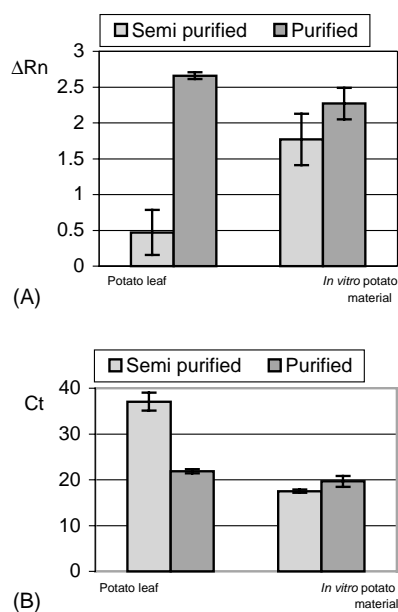 Semi purified Purified
ΔRn
3
2.5
2
1.5
1
0.5
0
Potato leaf In vitro potato
material
(A)
Semi purified Purified
Ct
40
30
20
10
0
Potato leaf In vitro potato
material
(B)